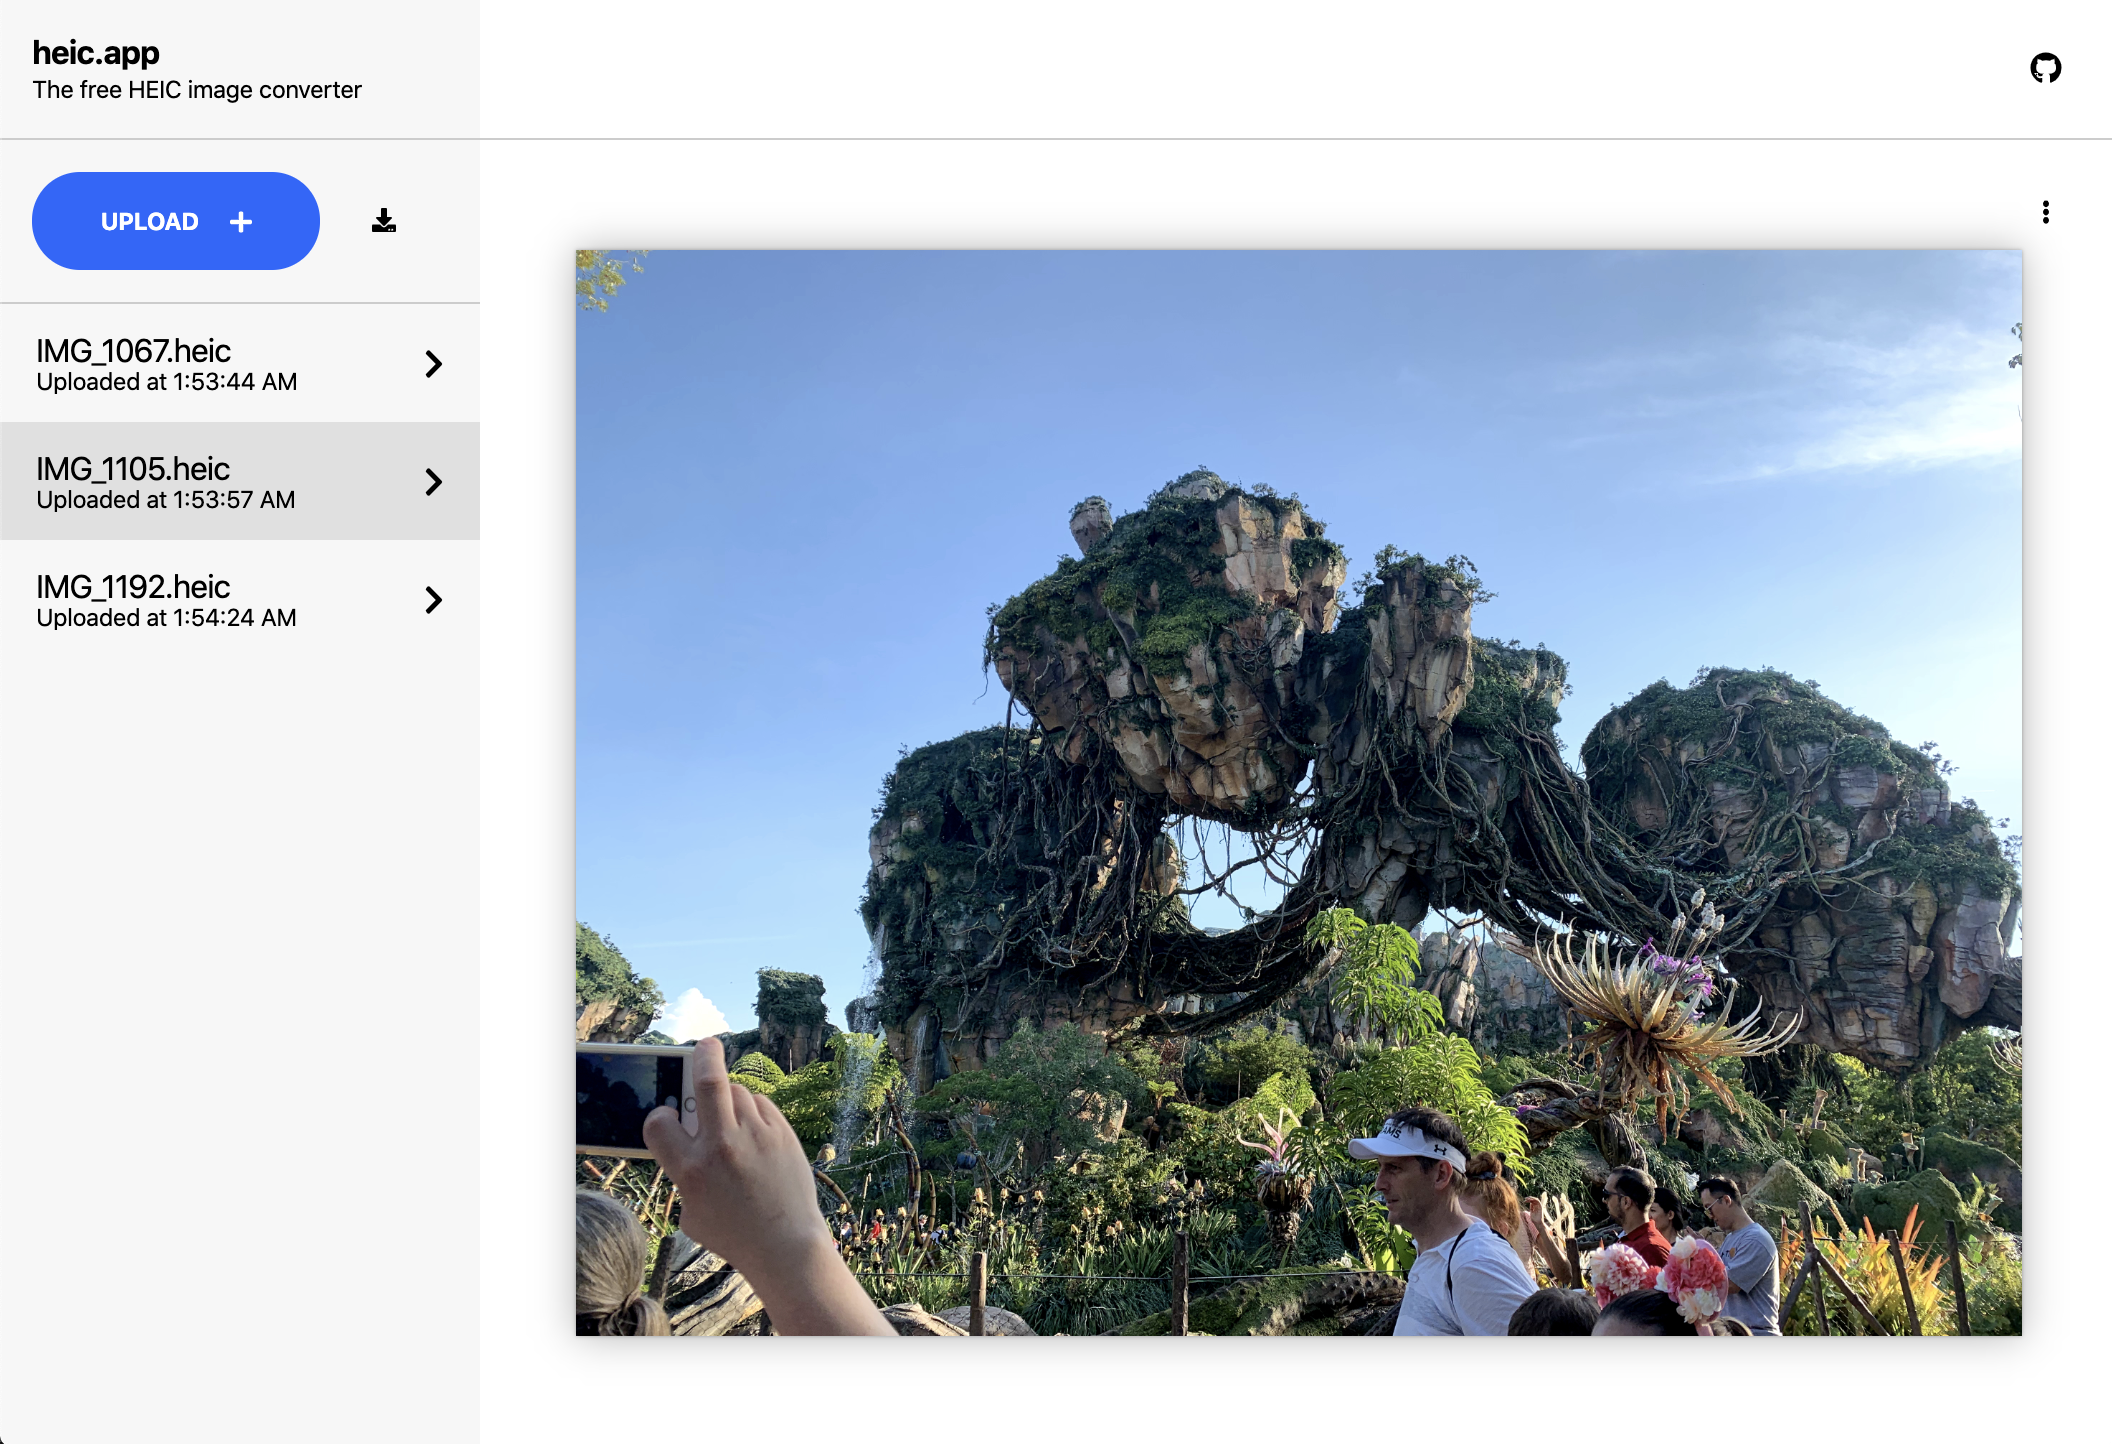 heic.app
The free HEIC image converter
UPLOAD
IMG_1067.heic
Uploaded at 1:53:44 AM
IMG_1105.heic
Uploaded at 1:53:57 AM
IMG_1192.heic
Uploaded at 1:54:24 AM